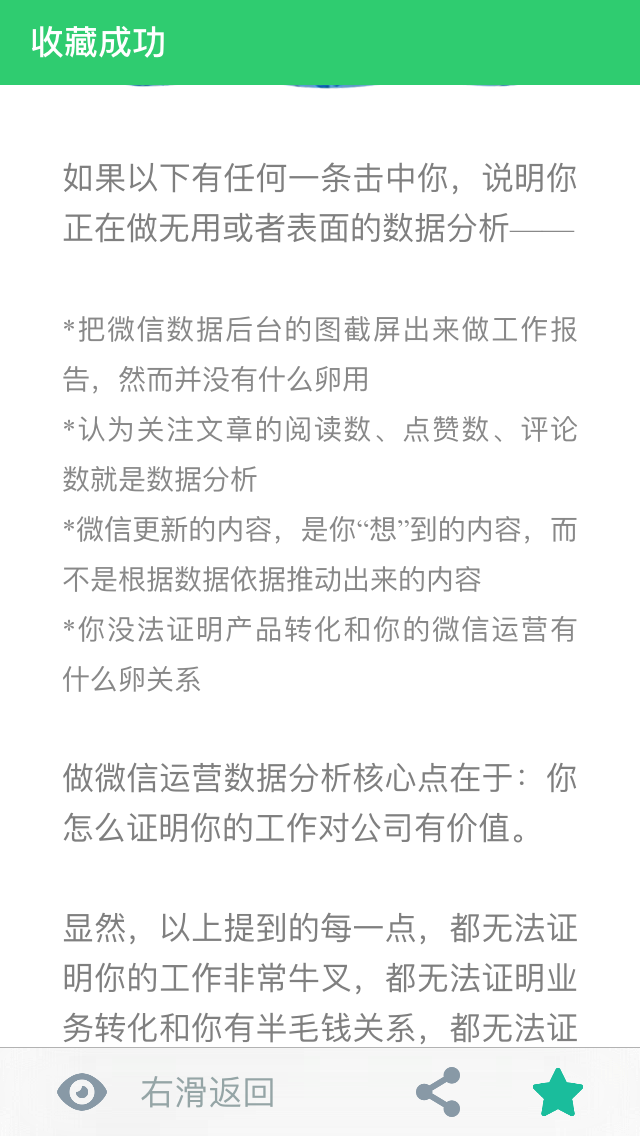 收藏成功
如果以下有任何一条击中你，说明你
正在做无用或者表面的数据分析——
*把微信数据后台的图截屏出来做工作报
告，然而并没有什么卵用
*认为关注文章的阅读数、点赞数、评论
数就是数据分析
*微信更新的内容，是你“想”到的内容，而
不是根据数据依据推动出来的内容
*你没法证明产品转化和你的微信运营有
什么卵关系
做微信运营数据分析核心点在于：你
怎么证明你的工作对公司有价值。
显然，以上提到的每一点，都无法证
明你的工作非常牛叉，都无法证明业
务转化和你有半毛钱关系，都无法证
右滑返回